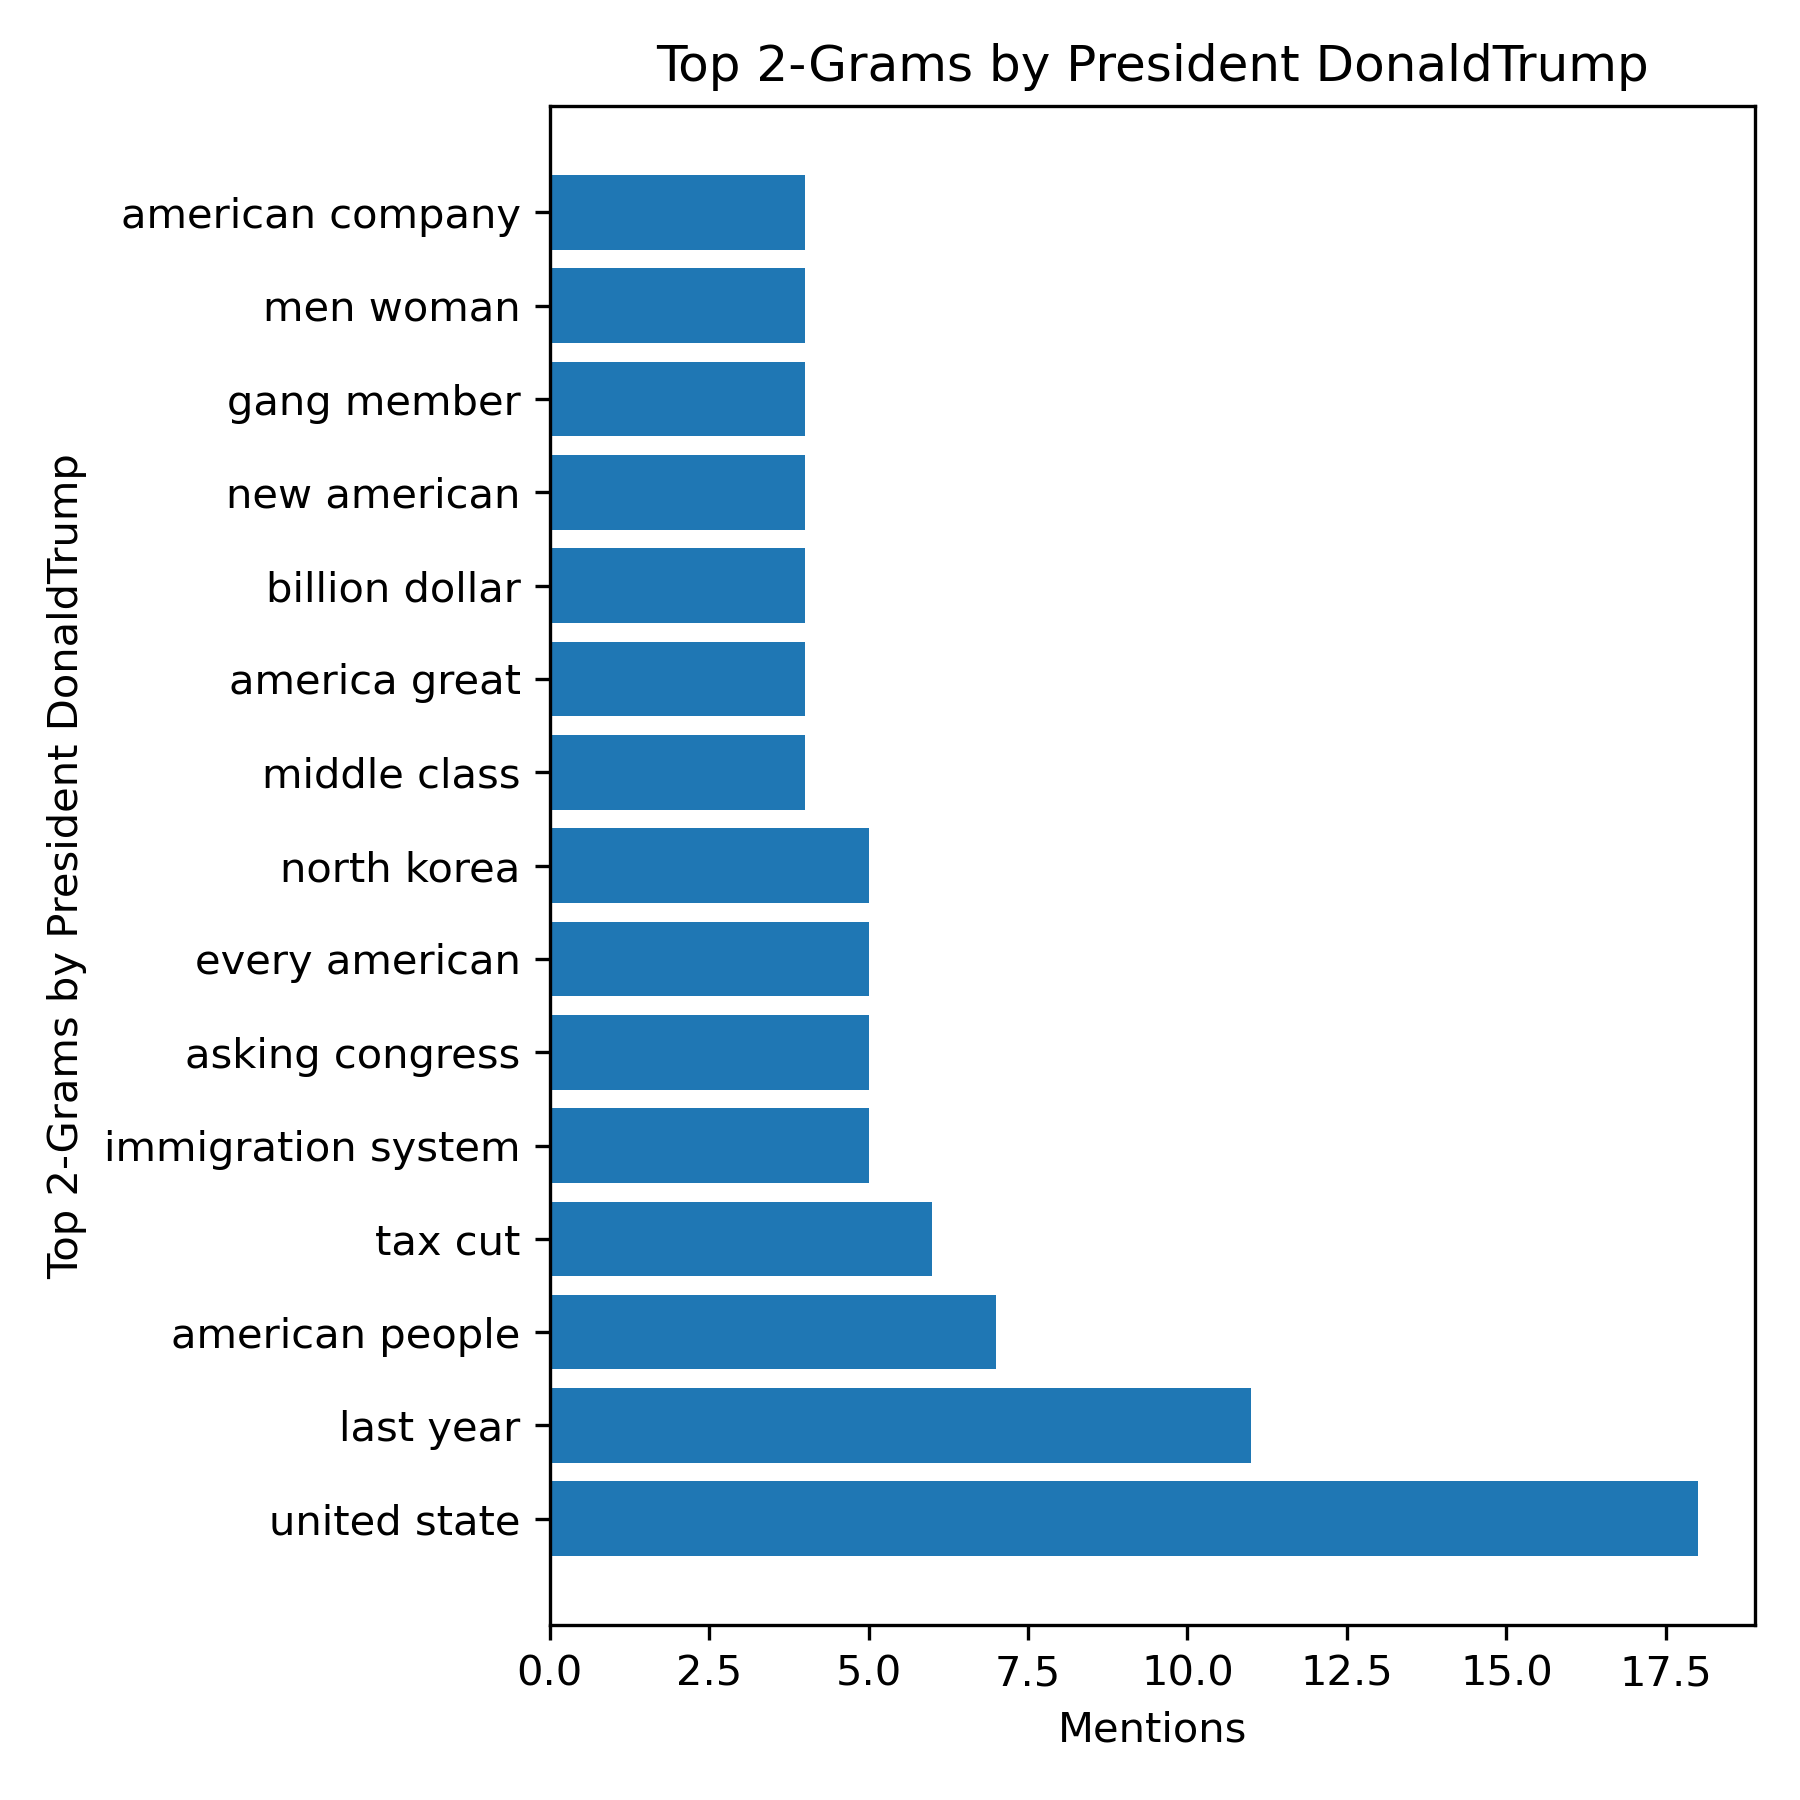 Top 2-Grams by President DonaldTrump
Top 2-Grams by President DonaldTrump
american company
men woman
gang member
new american
billion dollar
america great
middle class
north korea
every american
asking congress
immigration system
tax cut
american people
last year
united state
0.0 2.5 5.0 7.5 10.0 12.5 15.0 17.5
Mentions